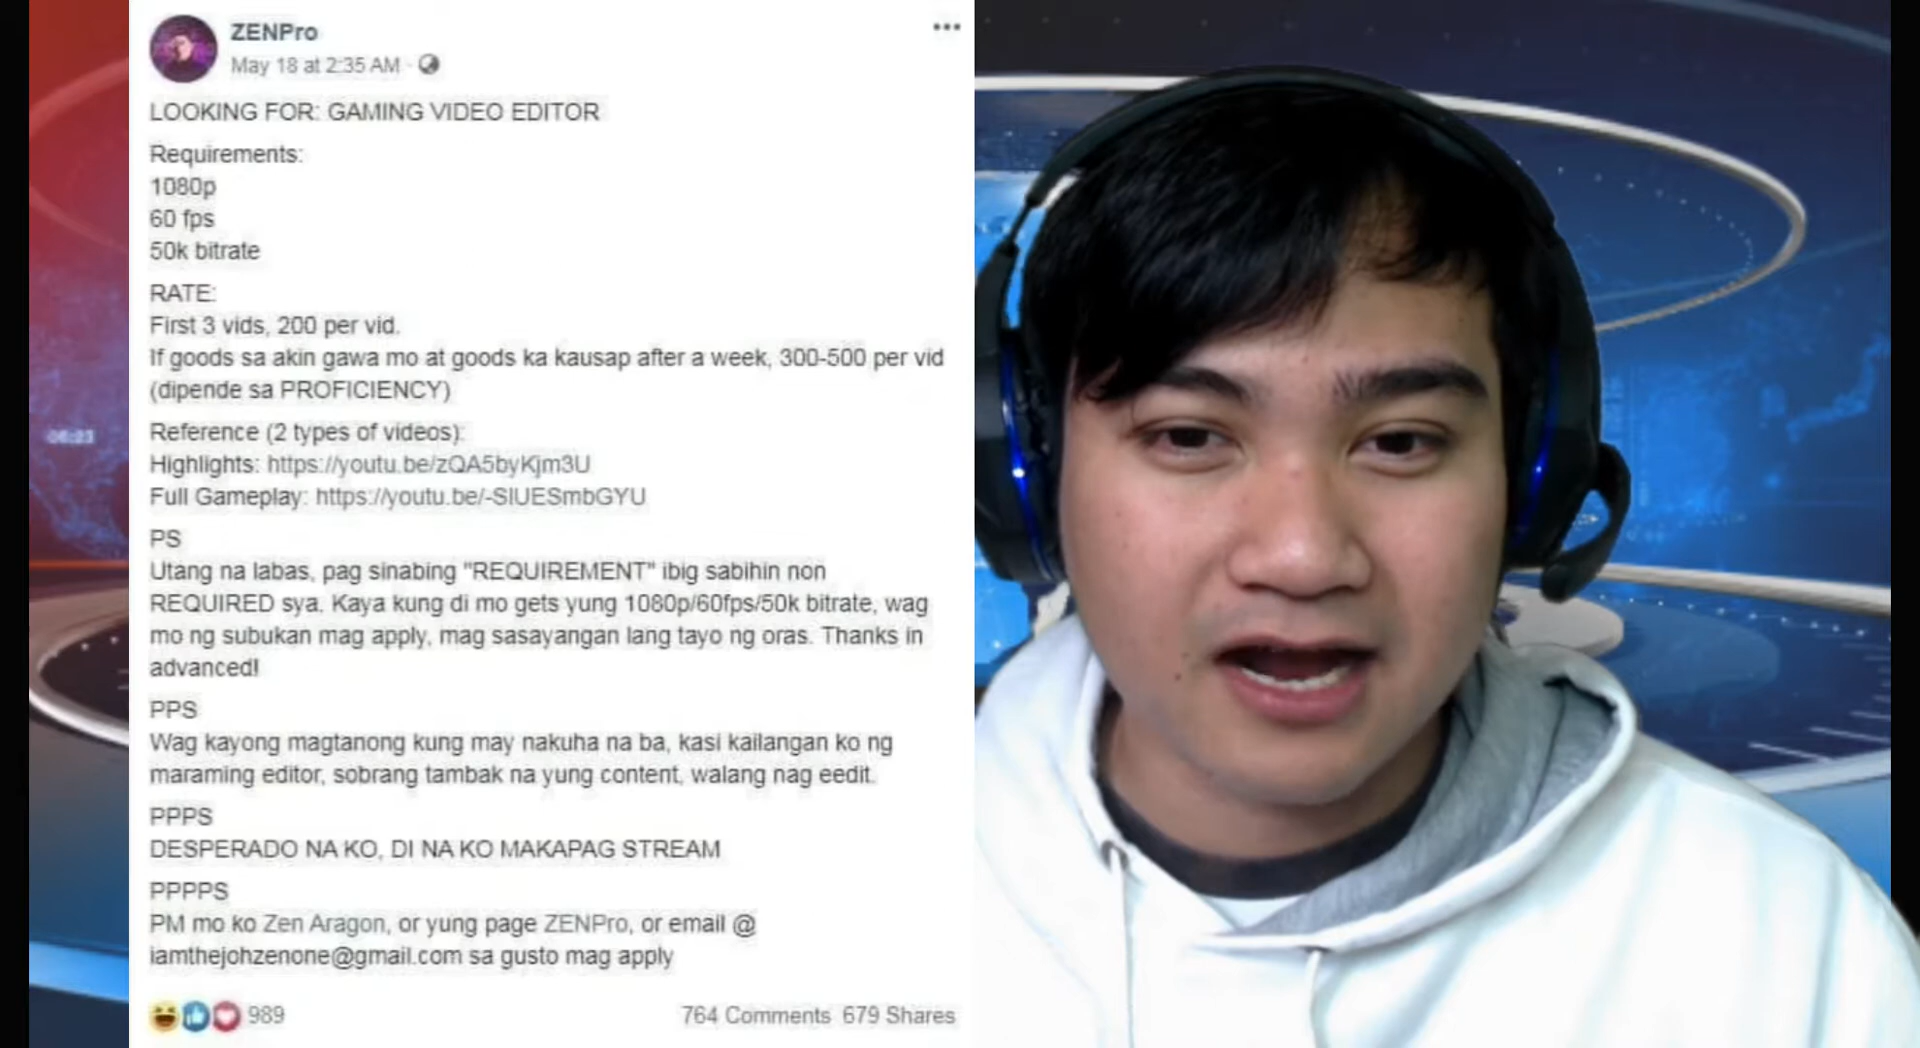 ZENPro
May 18 at 2:35 AM ·
LOOKING FOR: GAMING VIDEO EDITOR
Requirements:
1080p
60 fps
50k bitrate
RATE:
First 3 vids, 200 per vid.
If goods sa akin gawa mo at goods ka kausap after a week, 300-500 per vid
(dipende sa PROFICIENCY)
Reference (2 types of videos):
Highlights: https://youtu.be/zQA5byKjm3U
Full Gameplay: https://youtu.be/-SIUESmbGYU
PS
Utang na labas, pag sinabing "REQUIREMENT" ibig sabihin non
REQUIRED sya. Kaya kung di mo gets yung 1080p/60fps/50k bitrate, wag
mo ng subukan mag apply, mag sasayangan lang tayo ng oras. Thanks in
advanced!
PPS
Wag kayong magtanong kung may nakuha na ba, kasi kailangan ko ng
maraming editor, sobrang tambak na yung content, walang nag eedit.
PPPS
DESPERADO NA KO, DI NA KO MAKAPAG STREAM
PPPPS
PM mo ko Zen Aragon, or yung page ZENPro, or email @
iamthejohzenone@gmail.com sa gusto mag apply
989
764 Comments 679 Shares